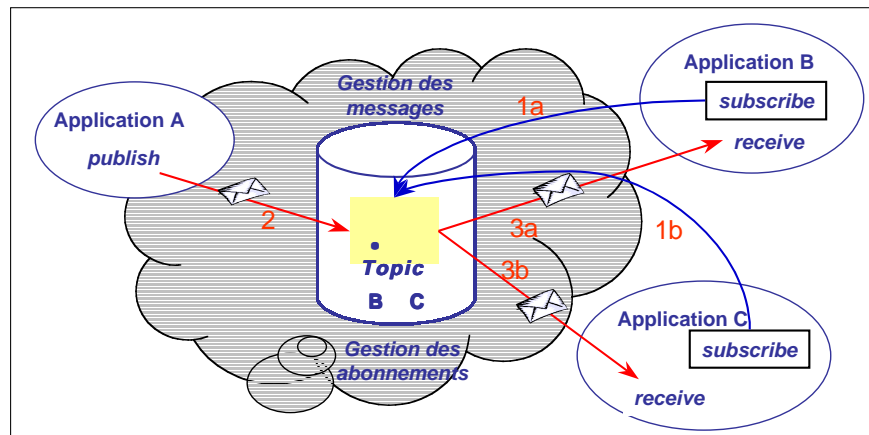 Gestion des
messages
Application A
publish
2
1a
Application B
subscribe
receive
3a
3b
1b
• Topic
B C
Gestion des
abonnements
Application C
subscribe
receive